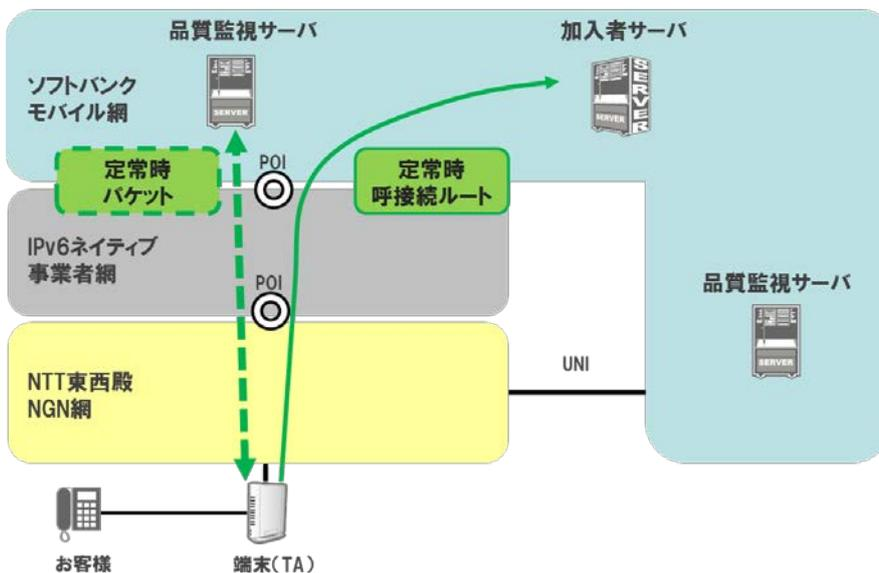 品質監視サーバ
加入者サーバ
ソフトバンク
モバイル網
SERVER
SERVER
SERVER
定常時
パケット
POI
定常時
呼接続ルート
IPv6ネイティブ
事業者網
POI
品質監視サーバ
SERVER
NTT東西殿
NGN網
UNI
お客様
端末(TA)